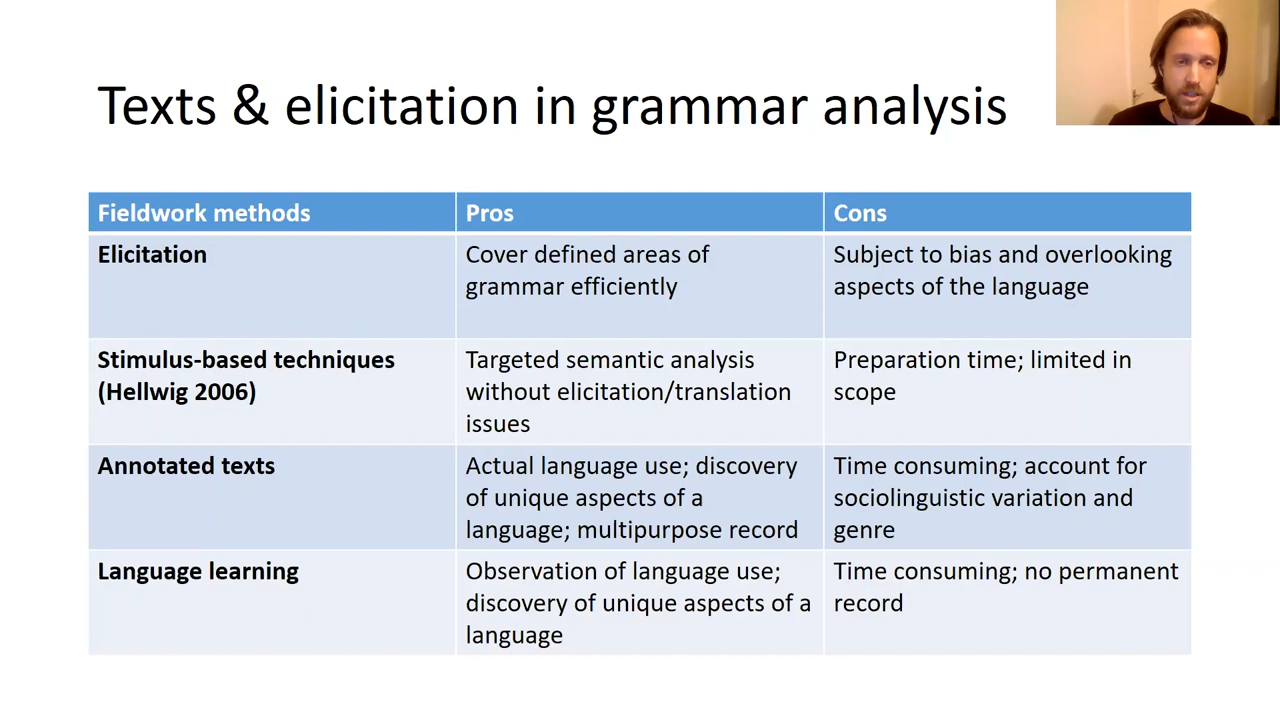 Texts & elicitation in grammar analysis
Fieldwork methods
Pros
Cons
Elicitation
Cover defined areas of
grammar efficiently
Subject to bias and overlooking
aspects of the language
Stimulus-based techniques
(Hellwig 2006)
Targeted semantic analysis
without elicitation/translation
issues
Preparation time; limited in
scope
Annotated texts
Actual language use; discovery
of unique aspects of a
language; multipurpose record
Time consuming; account for
sociolinguistic variation and
genre
Language learning
Observation of language use;
discovery of unique aspects of a
language
Time consuming; no permanent
record